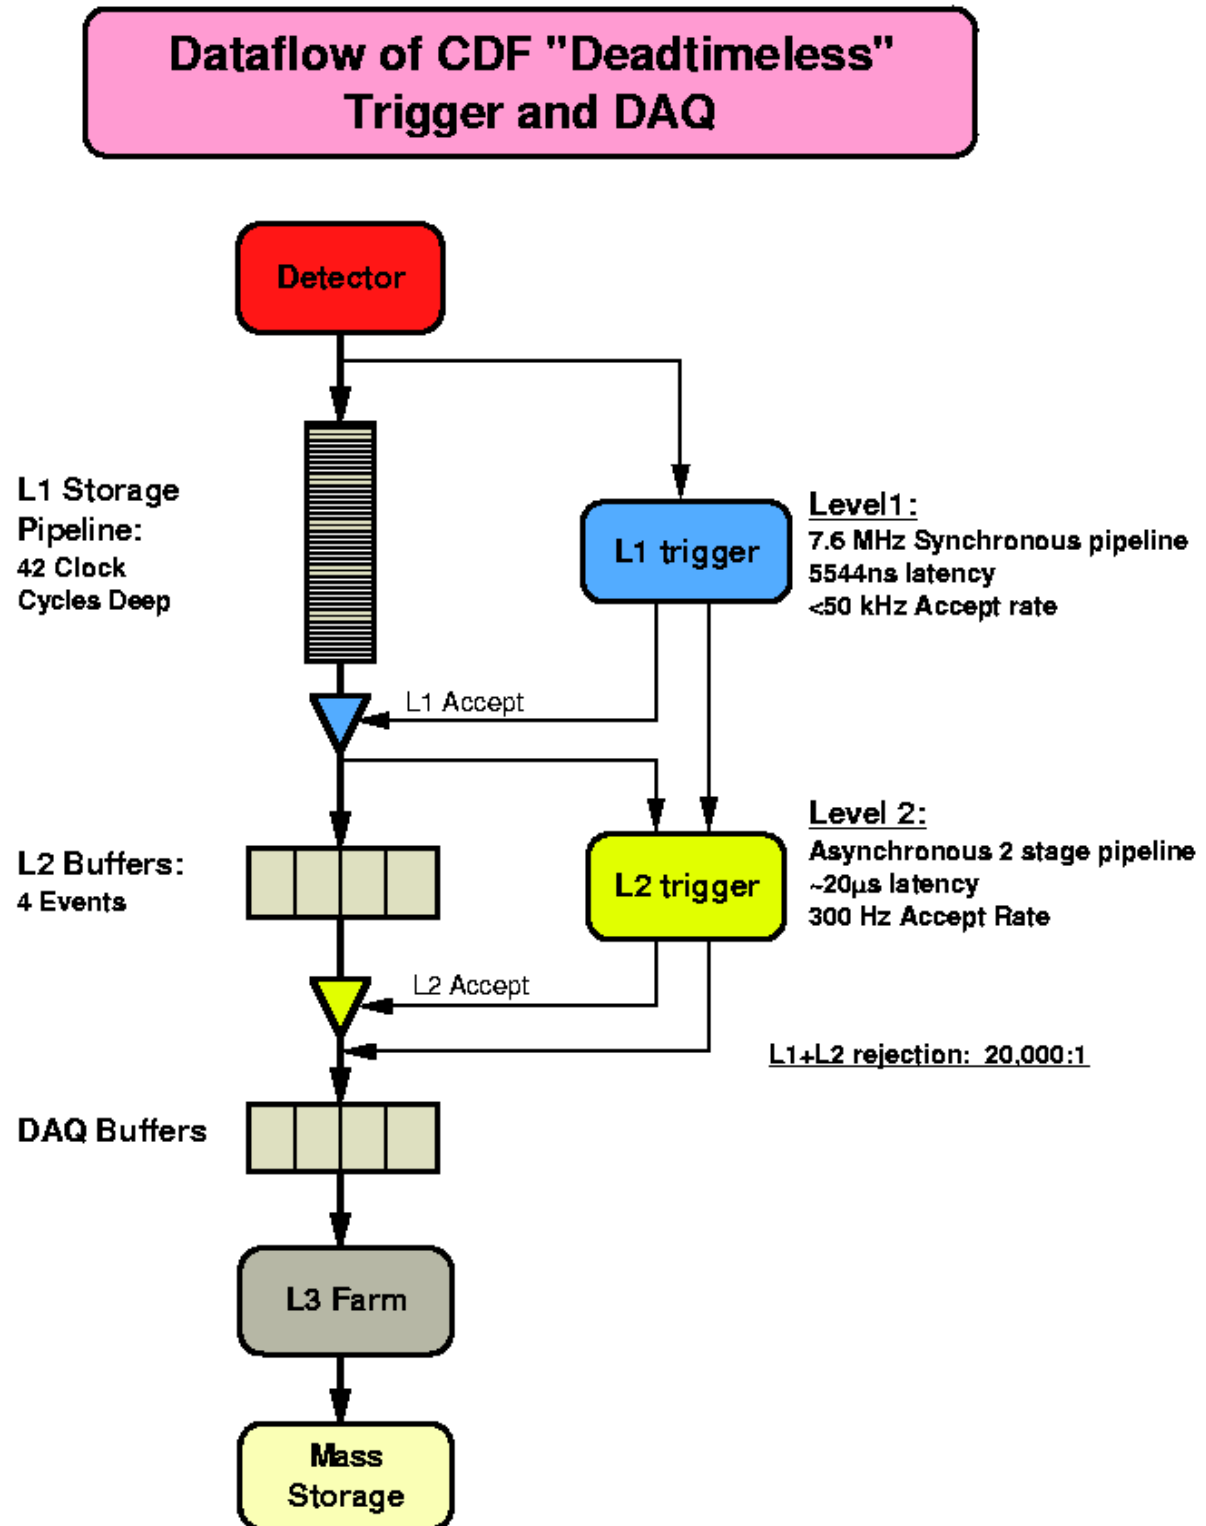 Dataflow of CDF "Deadtimeless"
Trigger and DAQ
Detector
L1 Storage
Pipeline:
42 Clock
Cycles Deep
L1 trigger
Level1:
7.6 MHz Synchronous pipeline
5544ns latency
<50 kHz Accept rate
L1 Accept
L2 Buffers:
4 Events
L2 trigger
Level 2:
Asynchronous 2 stage pipeline
~20µs latency
300 Hz Accept Rate
L2 Accept
L1+L2 rejection: 20,000:1
DAQ Buffers
L3 Farm
Mass
Storage